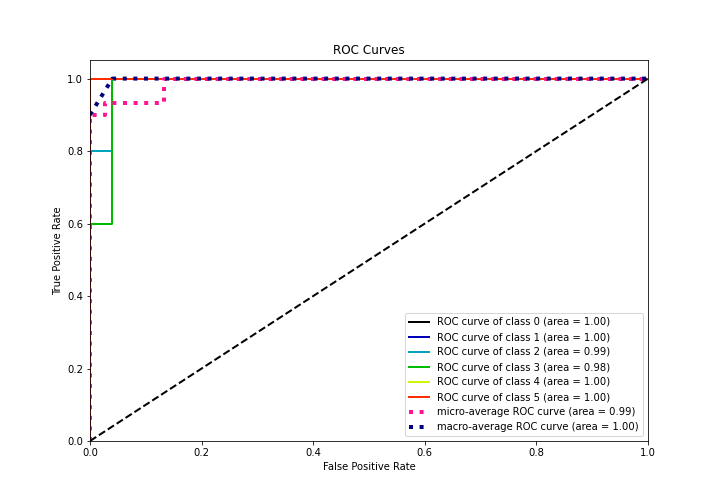 ROC Curves
True Positive Rate
1.0
0.8
0.6
0.4
0.2
0.0
0.0 0.2 0.4 0.6 0.8 1.0
False Positive Rate
ROC curve of class 0 (area = 1.00)
ROC curve of class 1 (area = 1.00)
ROC curve of class 2 (area = 0.99)
ROC curve of class 3 (area = 0.98)
ROC curve of class 4 (area = 1.00)
ROC curve of class 5 (area = 1.00)
micro-average ROC curve (area = 0.99)
macro-average ROC curve (area = 1.00)